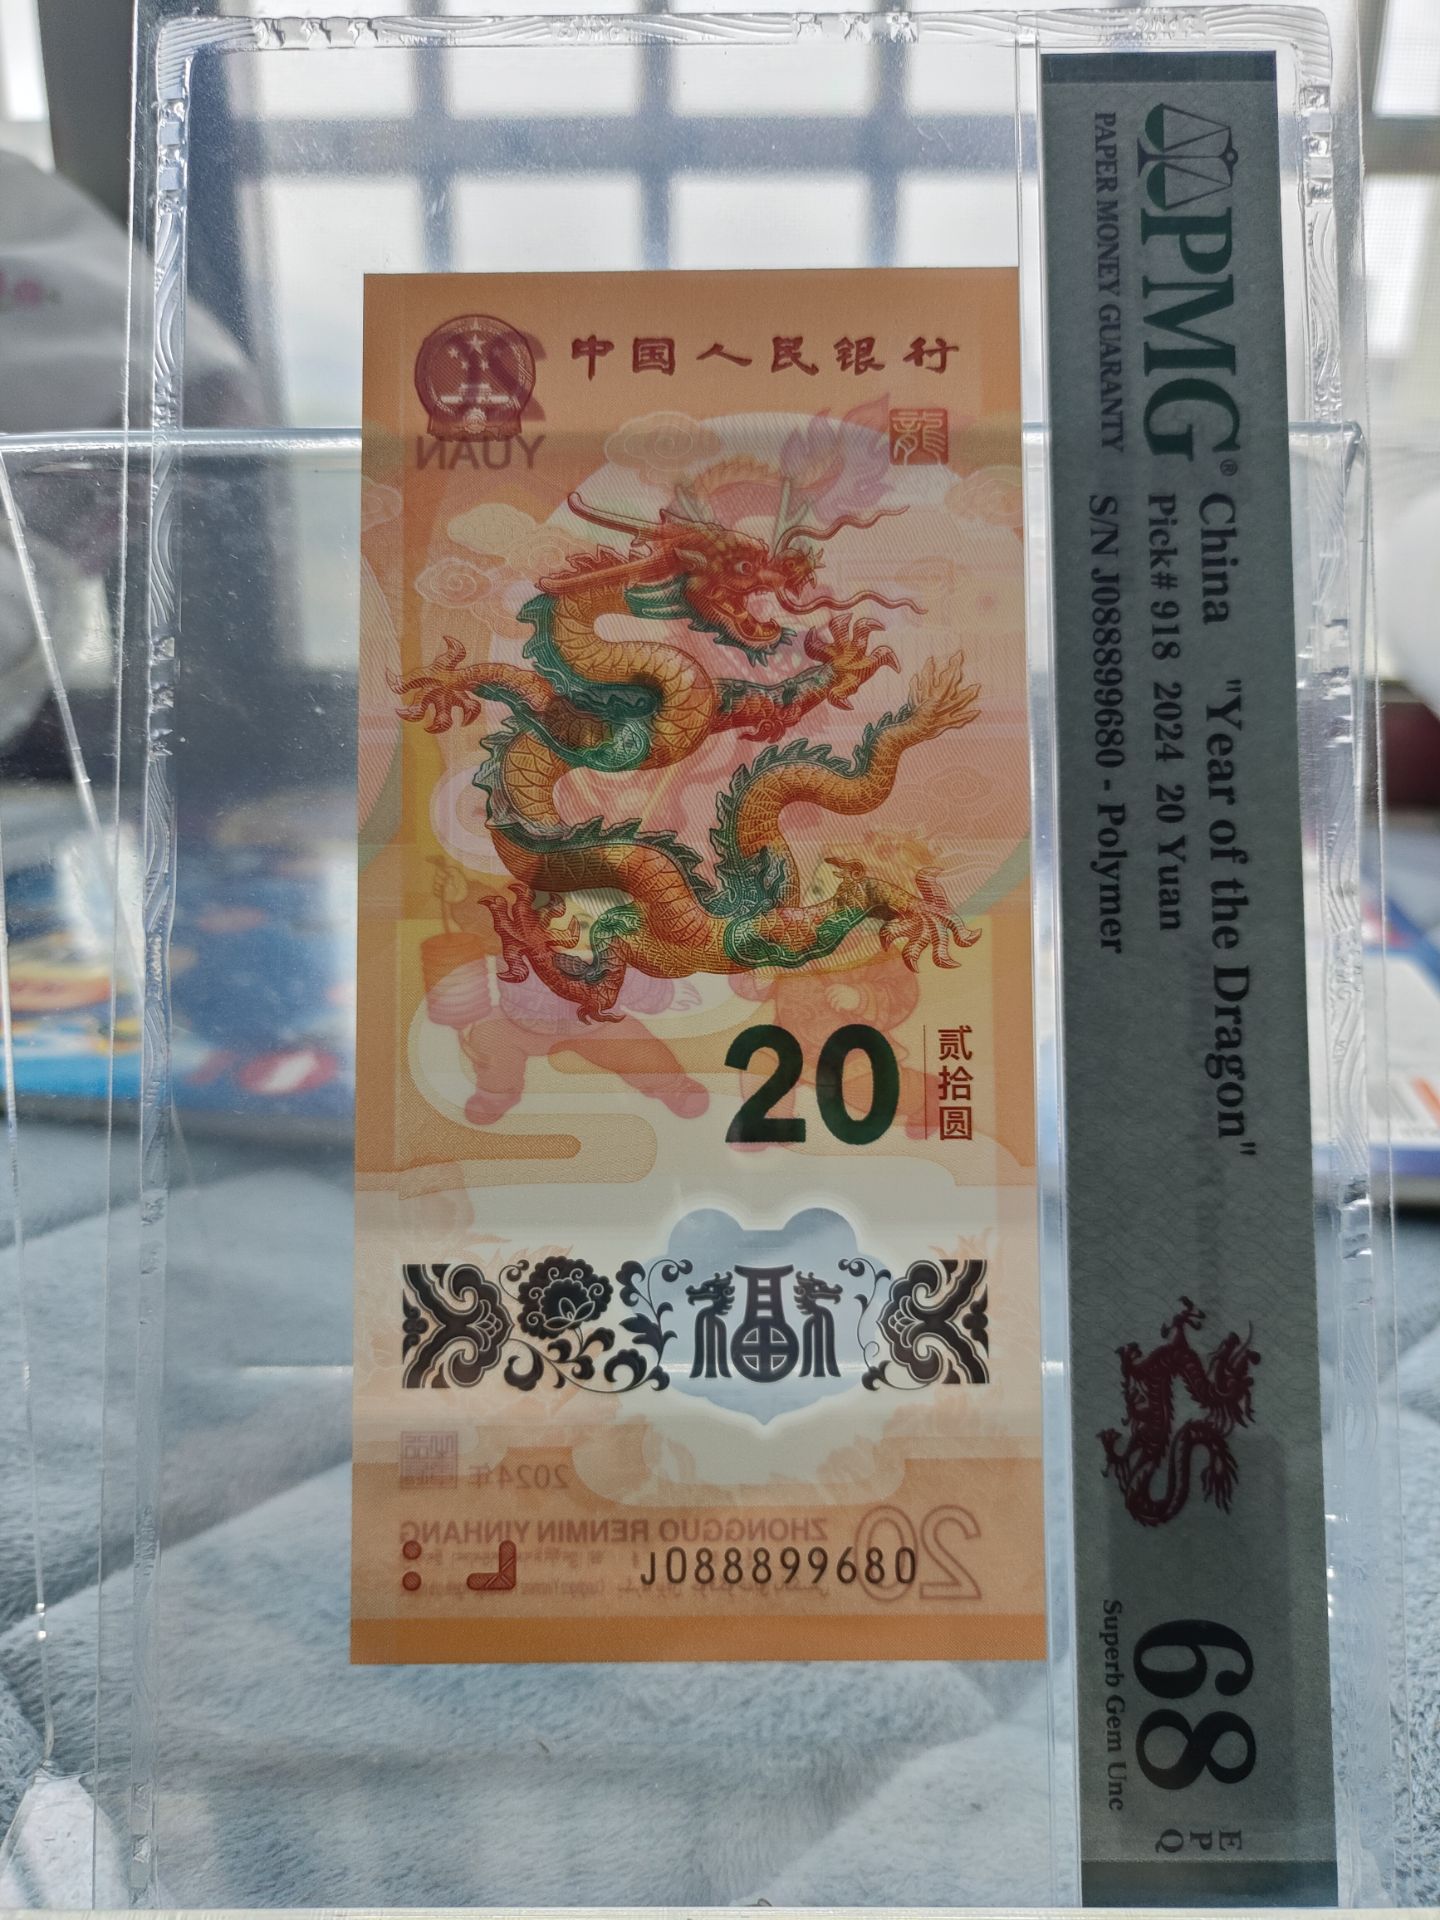 中国人民银行
龍
YUAN
20
贰拾圆
福
2024年
ZHONGGUO RENMIN YINHANG
20
J088899680
PMG®
PAPER MONEY GUARANTY
China "Year of the Dragon"
Pick# 918 2024 20 Yuan
S/N J088899680 - Polymer
68
EPQ
Superb Gem Unc